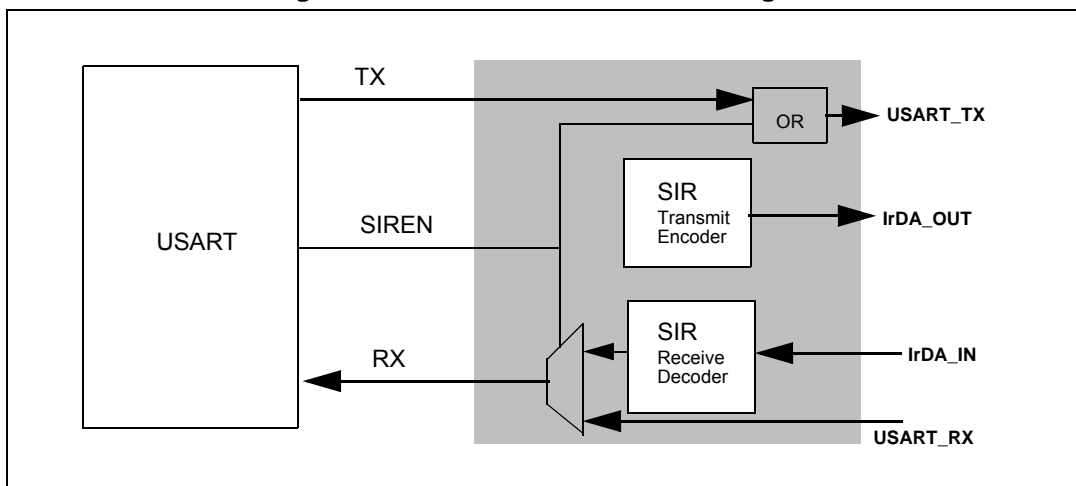 TX
OR
USART_TX
SIR
Transmit
Encoder
IrDA_OUT
USART
SIREN
SIR
Receive
Decoder
IrDA_IN
RX
USART_RX